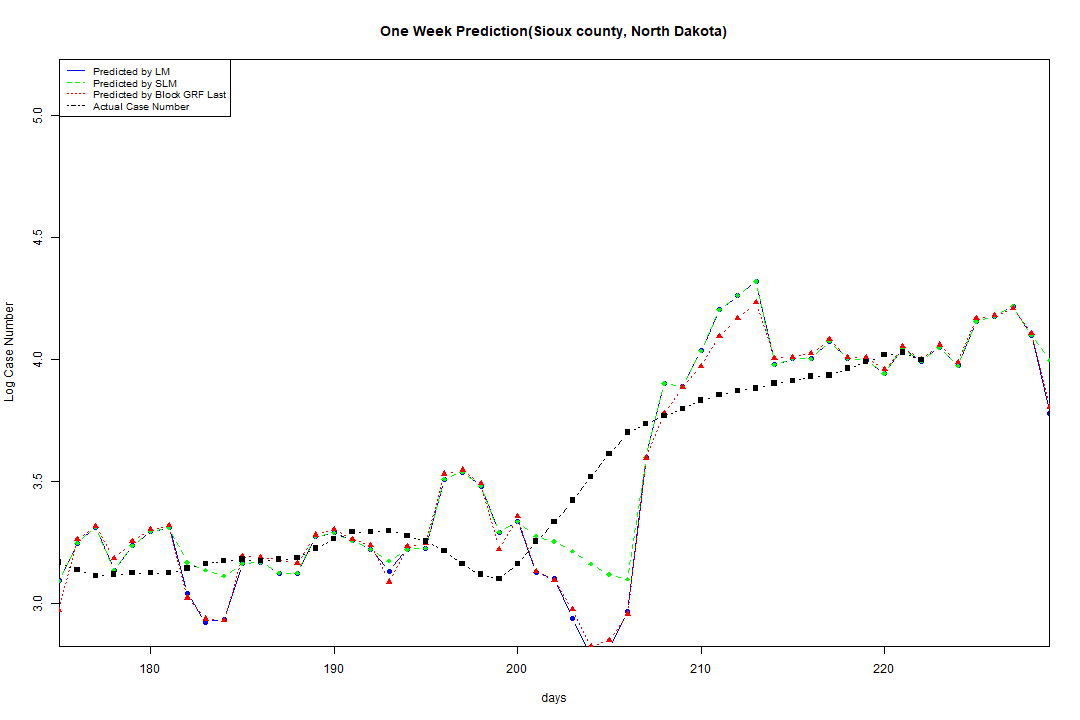 One Week Prediction(Sioux county, North Dakota)
Predicted by LM
Predicted by SLM
Predicted by Block GRF Last
Actual Case Number
5.0
4.5
4.0
3.5
3.0
Log Case Number
180 190 200 210 220
days